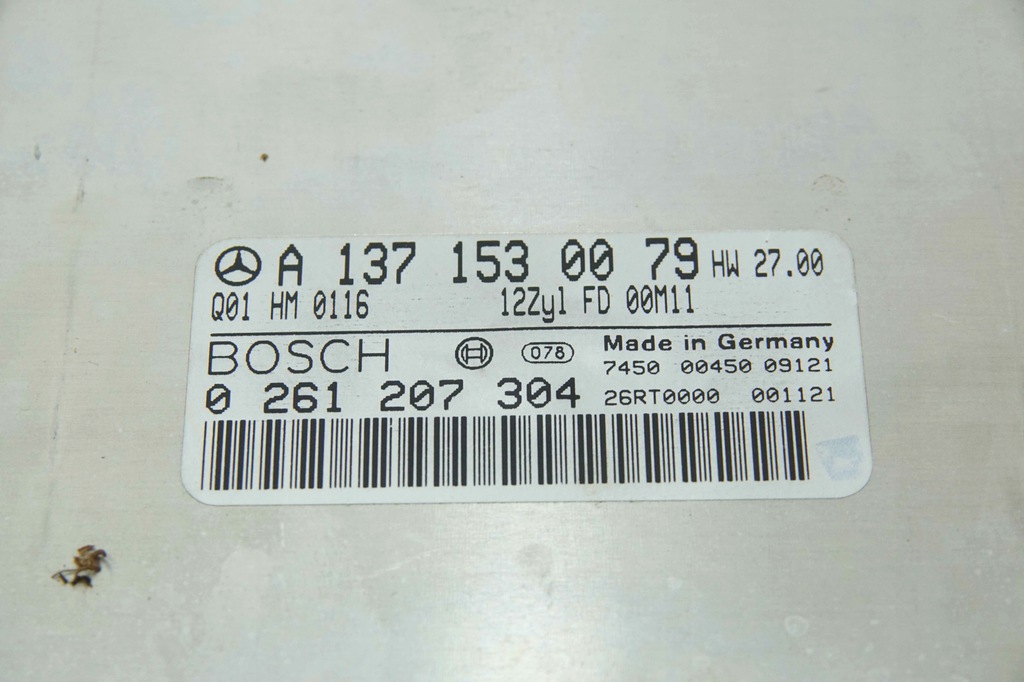 A 137 153 00 79 HW 27.00
Q01 HM 0116 12Zyl FD 00M11
BOSCH 078 Made in Germany
7450 00450 09121
0 261 207 304 26RT0000 001121